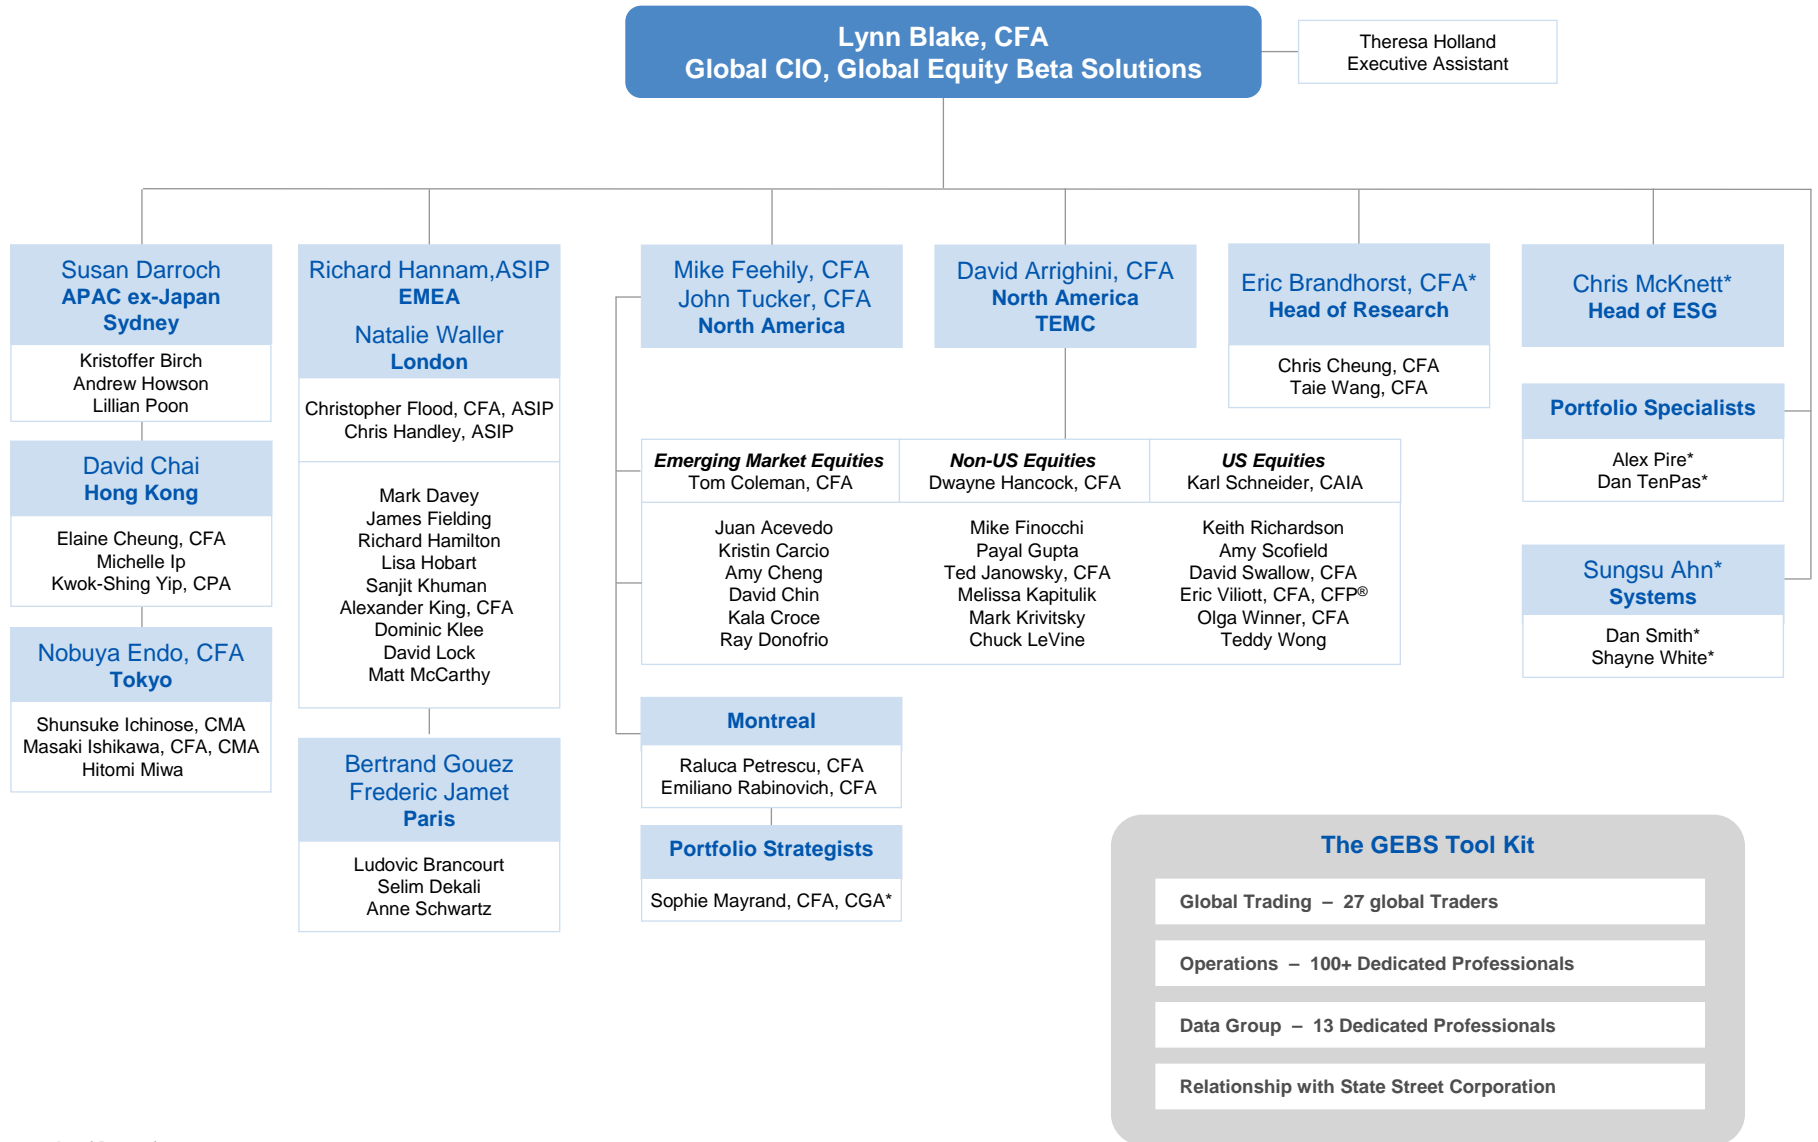 Lynn Blake, CFA
Global CIO, Global Equity Beta Solutions
Theresa Holland
Executive Assistant
Susan Darroch
APAC ex-Japan
Sydney
Kristoffer Birch
Andrew Howson
Lillian Poon
David Chai
Hong Kong
Elaine Cheung, CFA
Michelle Ip
Kwok-Shing Yip, CPA
Nobuya Endo, CFA
Tokyo
Shunsuke Ichinose, CMA
Masaki Ishikawa, CFA, CMA
Hitomi Miwa
Richard Hannam,ASIP
EMEA
Natalie Waller
London
Christopher Flood, CFA, ASIP
Chris Handley, ASIP
Mark Davey
James Fielding
Richard Hamilton
Lisa Hobart
Sanjit Khuman
Alexander King, CFA
Dominic Klee
David Lock
Matt McCarthy
Bertrand Gouez
Frederic Jamet
Paris
Ludovic Brancourt
Selim Dekali
Anne Schwartz
Mike Feehily, CFA
John Tucker, CFA
North America
David Arrighini, CFA
North America
TEMC
Emerging Market Equities
Tom Coleman, CFA
Juan Acevedo
Kristin Carcio
Amy Cheng
David Chin
Kala Croce
Ray Donofrio
Non-US Equities
Dwayne Hancock, CFA
Mike Finocchi
Payal Gupta
Ted Janowsky, CFA
Melissa Kapitulik
Mark Krivitsky
Chuck LeVine
US Equities
Karl Schneider, CAIA
Keith Richardson
Amy Scofield
David Swallow, CFA
Eric Viliott, CFA, CFP®
Olga Winner, CFA
Teddy Wong
Montreal
Raluca Petrescu, CFA
Emiliano Rabinovich, CFA
Portfolio Strategists
Sophie Mayrand, CFA, CGA*
Eric Brandhorst, CFA*
Head of Research
Chris Cheung, CFA
Taie Wang, CFA
Chris McKnett*
Head of ESG
Portfolio Specialists
Alex Pire*
Dan TenPas*
Sungsu Ahn*
Systems
Dan Smith*
Shayne White*
The GEBS Tool Kit
Global Trading – 27 global Traders
Operations – 100+ Dedicated Professionals
Data Group – 13 Dedicated Professionals
Relationship with State Street Corporation